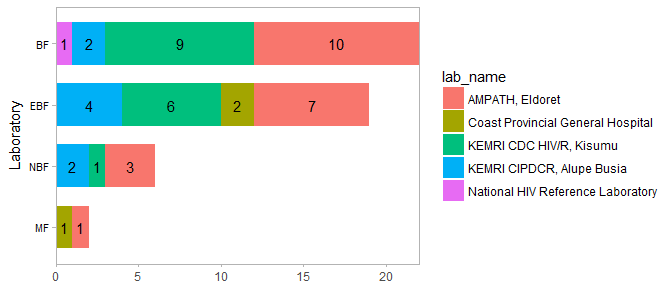 BF
1 2 9 10
EBF
4 6 2 7
NBF
2 1 3
MF
1 1
0 5 10 15 20
Laboratory
lab_name
AMPATH, Eldoret
Coast Provincial General Hospital
KEMRI CDC HIV/R, Kisumu
KEMRI CIPDCR, Alupe Busia
National HIV Reference Laboratory